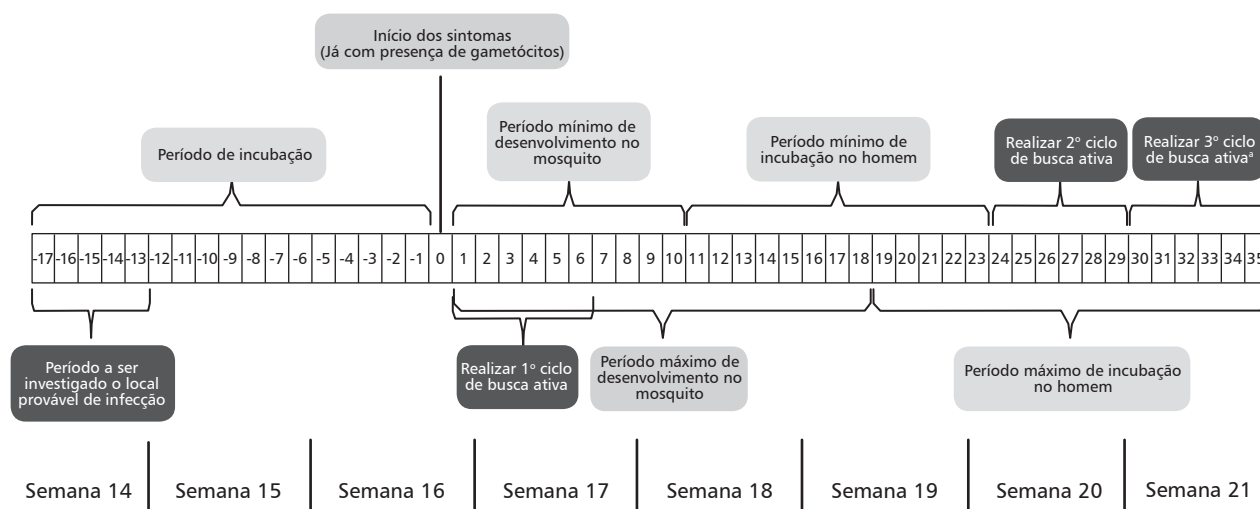 Início dos sintomas
(Já com presença de gametócitos)
Período de incubação
Período mínimo de
desenvolvimento no
mosquito
Período mínimo de
incubação no homem
Realizar 2º ciclo
de busca ativa
Realizar 3º ciclo
de busca ativaª
-17 -16 -15 -14 -13 -12 -11 -10 -9 -8 -7 -6 -5 -4 -3 -2 -1 0 1 2 3 4 5 6 7 8 9 10 11 12 13 14 15 16 17 18 19 20 21 22 23 24 25 26 27 28 29 30 31 32 33 34 35
Período a ser
investigado o local
provável de infecção
Realizar 1º ciclo
de busca ativa
Período máximo de
desenvolvimento no
mosquito
Período máximo de incubação
no homem
Semana 14 Semana 15 Semana 16 Semana 17 Semana 18 Semana 19 Semana 20 Semana 21